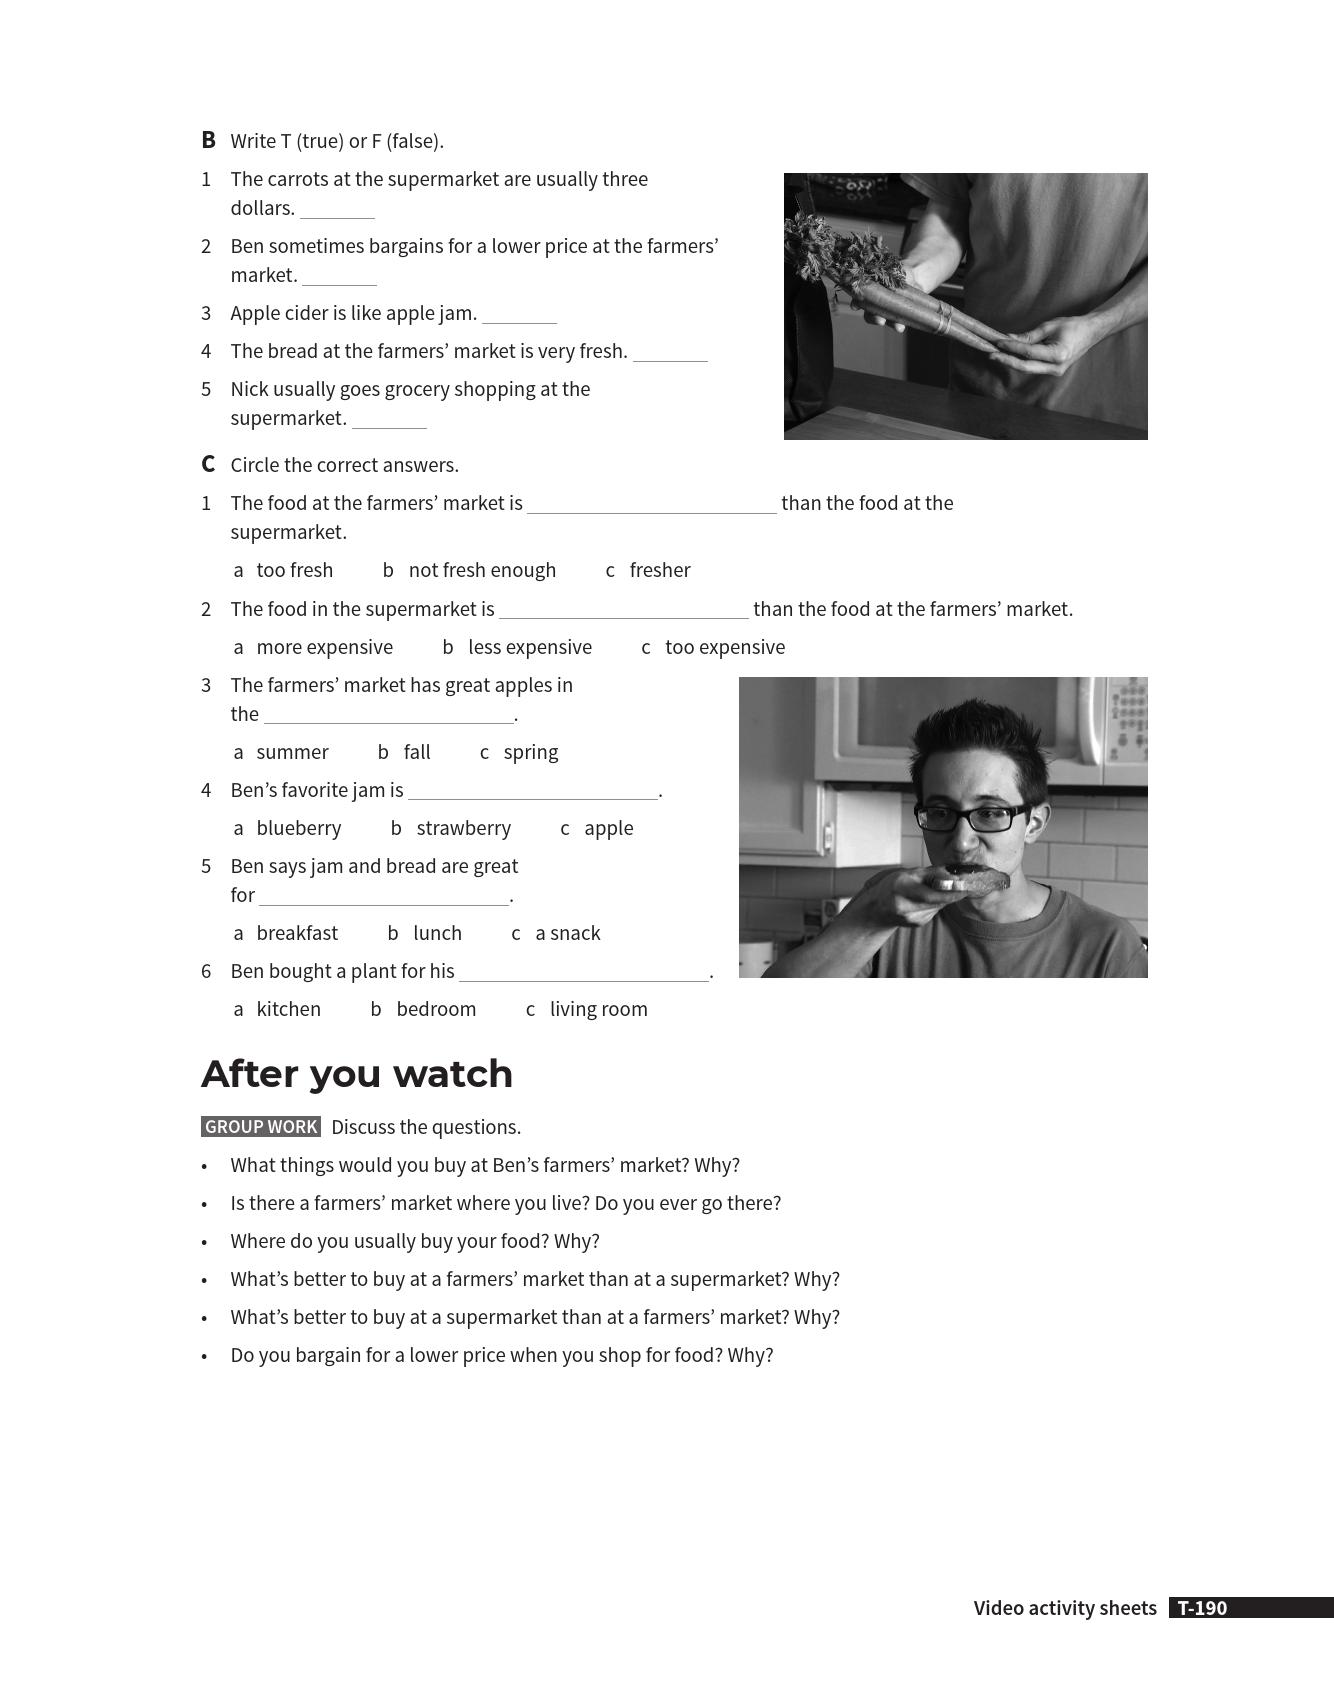 B Write T (true) or F (false).
1 The carrots at the supermarket are usually three
dollars. ________
2 Ben sometimes bargains for a lower price at the farmers’
market. ________
3 Apple cider is like apple jam. ________
4 The bread at the farmers’ market is very fresh. ________
5 Nick usually goes grocery shopping at the
supermarket. ________
C Circle the correct answers.
1 The food at the farmers’ market is ________ than the food at the
supermarket.
a too fresh b not fresh enough c fresher
2 The food in the supermarket is ________ than the food at the farmers’ market.
a more expensive b less expensive c too expensive
3 The farmers’ market has great apples in
the ________.
a summer b fall c spring
4 Ben’s favorite jam is ________.
a blueberry b strawberry c apple
5 Ben says jam and bread are great
for ________.
a breakfast b lunch c a snack
6 Ben bought a plant for his ________.
a kitchen b bedroom c living room
After you watch
GROUP WORK Discuss the questions.
• What things would you buy at Ben’s farmers’ market? Why?
• Is there a farmers’ market where you live? Do you ever go there?
• Where do you usually buy your food? Why?
• What’s better to buy at a farmers’ market than at a supermarket? Why?
• What’s better to buy at a supermarket than at a farmers’ market? Why?
• Do you bargain for a lower price when you shop for food? Why?
Video activity sheets T-190